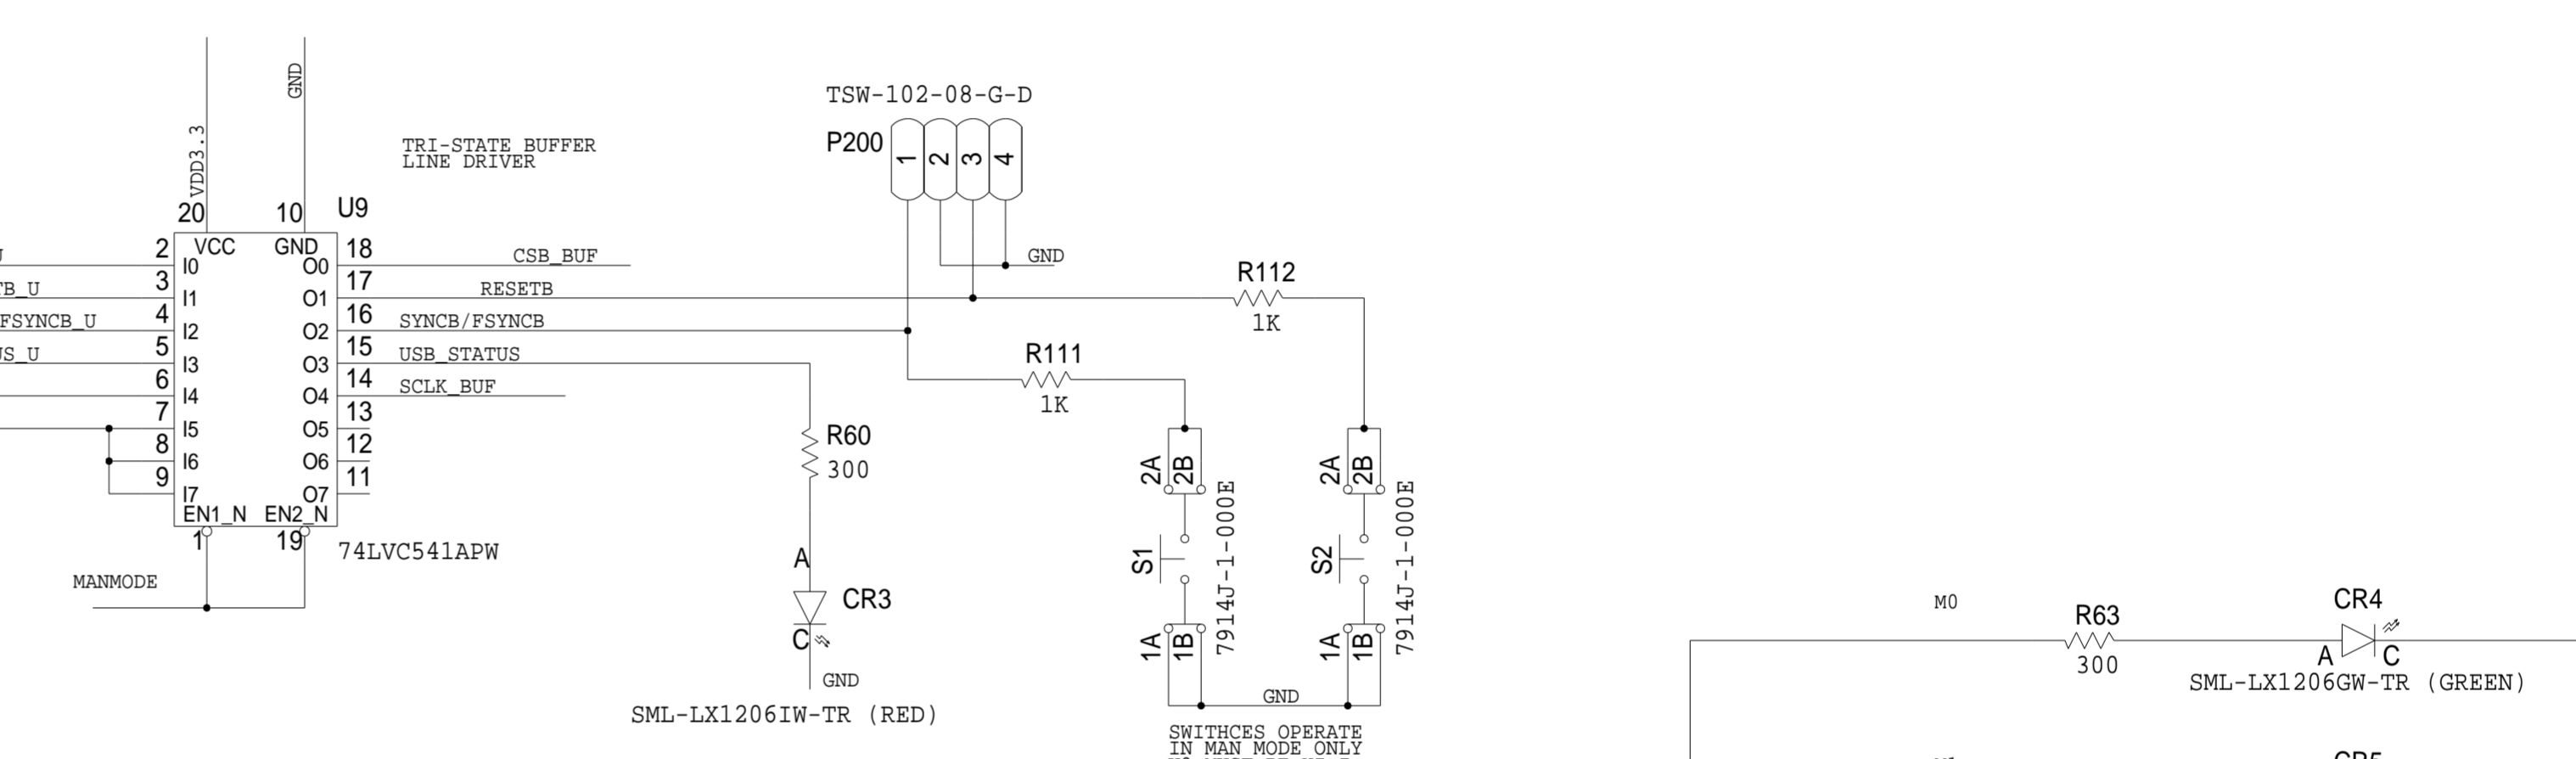 VDD3.3
GND
TRI-STATE BUFFER
LINE DRIVER
20
10
U9
VCC
GND
2
I0
3
I1
4
I2
5
I3
6
I4
7
I5
8
I6
9
I7
TB_U
FSYNCB_U
US_U
O0
18
CSB_BUF
O1
17
RESETB
O2
16
SYNCB/FSYNCB
O3
15
USB_STATUS
O4
14
SCLK_BUF
O5
13
O6
12
O7
11
EN1_N
EN2_N
1
19
74LVC541APW
MANMODE
TSW-102-08-G-D
P200
1
2
3
4
GND
R112
1K
R111
1K
R60
300
A
CR3
C
GND
SML-LX1206IW-TR (RED)
2A
2B
S1
7914J-1-000E
1A
1B
2A
2B
S2
7914J-1-000E
1A
1B
GND
SWITHCES OPERATE
IN MAN MODE ONLY
M0
R63
300
CR4
A
C
SML-LX1206GW-TR (GREEN)